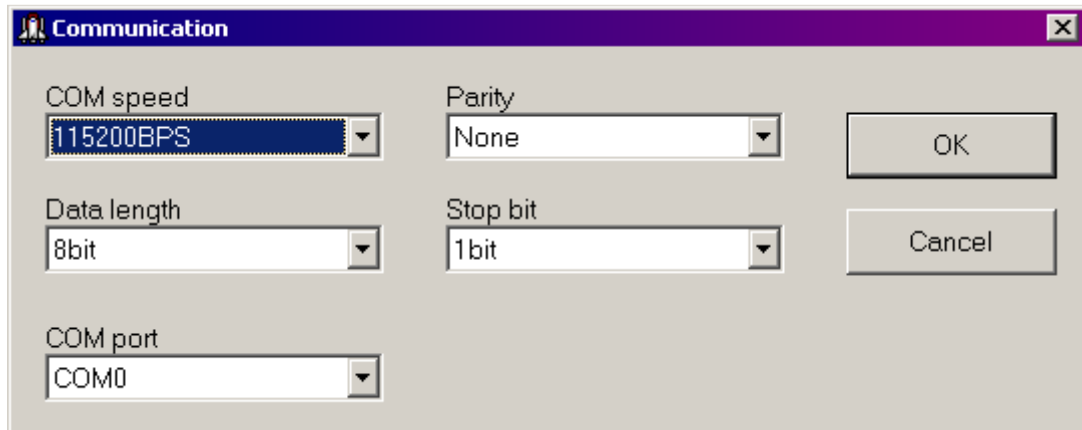 Communication
COM speed
115200BPS
Parity
None
OK
Data length
8bit
Stop bit
1bit
Cancel
COM port
COM0